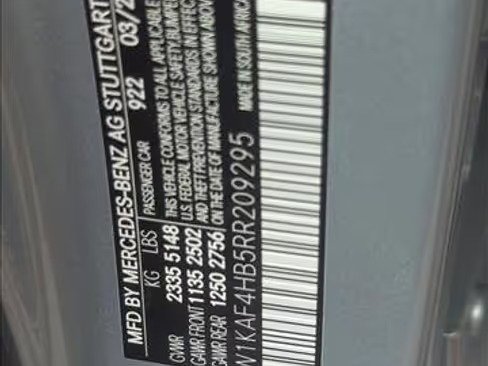 MFD BY MERCEDES-BENZ AG STUTTGART
922 03/2
KG LBS PASSENGER CAR
GVWR 2335 5148
GAWR FRONT 1135 2502
GAWR REAR 1250 2756
THIS VEHICLE CONFORMS TO ALL APPLICABLE
U.S. FEDERAL MOTOR VEHICLE SAFETY BUMPER
AND THEFT PREVENTION STANDARDS IN EFFECT
ON THE DATE OF MANUFACTURE SHOWN ABOVE
W1KAF4HB5RR209295
IN SOUTH AFRICA